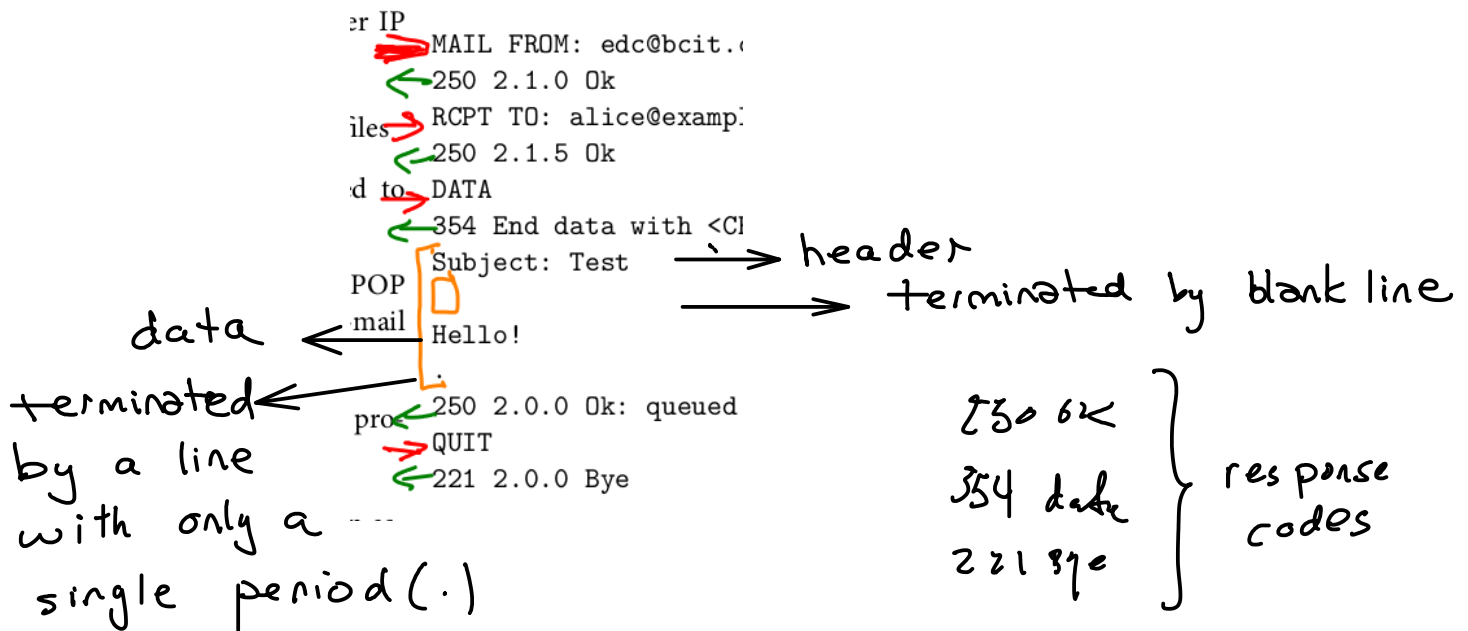 er IP
MAIL FROM: edc@bcit.
250 2.1.0 Ok
files
RCPT TO: alice@exampl
250 2.1.5 Ok
d to
DATA
354 End data with <CR
Subject: Test
header
POP
terminated by blank line
mail
Hello!
data
.
terminated
by a line
with only a
single period(.)
250 2.0.0 Ok: queued
pro-
QUIT
221 2.0.0 Bye
250 ok
354 data
221 Bye
response
codes